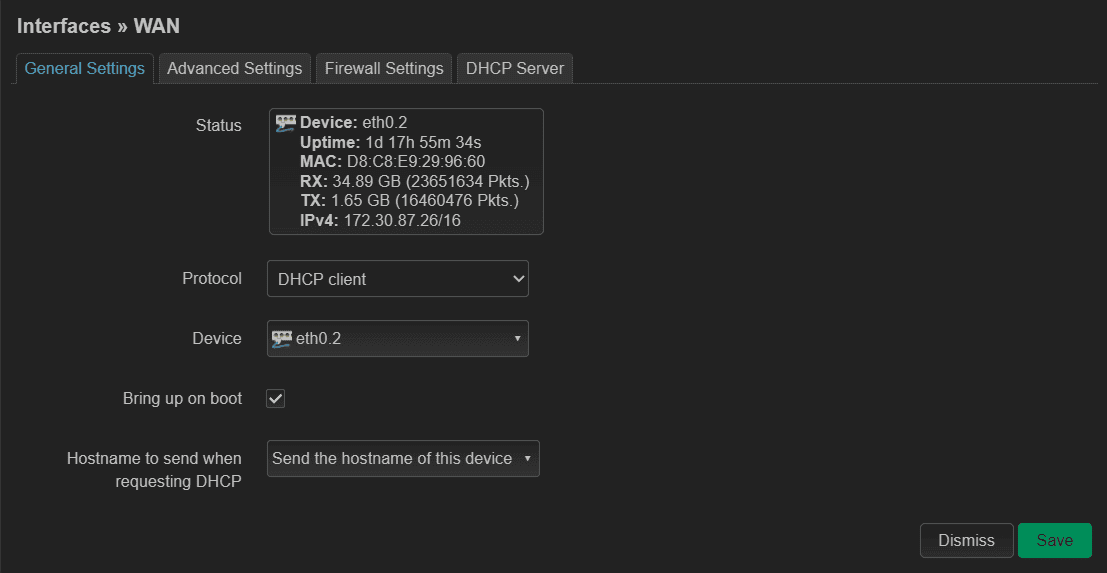 Interfaces » WAN
General Settings
Advanced Settings
Firewall Settings
DHCP Server
Status
Device: eth0.2
Uptime: 1d 17h 55m 34s
MAC: D8:C8:E9:29:96:60
RX: 34.89 GB (23651634 Pkts.)
TX: 1.65 GB (16460476 Pkts.)
IPv4: 172.30.87.26/16
Protocol
DHCP client
Device
eth0.2
Bring up on boot
Hostname to send when
requesting DHCP
Send the hostname of this device
Dismiss
Save